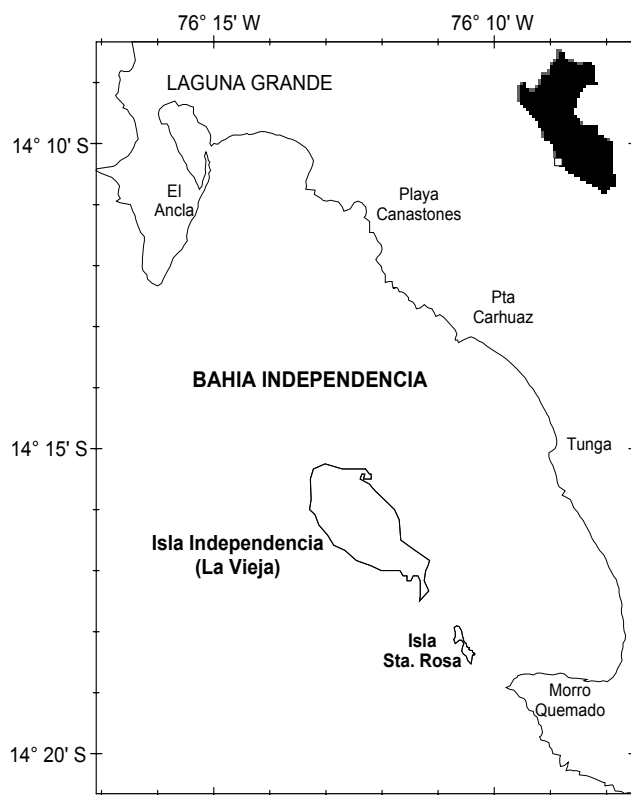 76° 15' W
76° 10' W
LAGUNA GRANDE
14° 10' S
El
Ancla
Playa
Canastones
Pta
Carhuaz
BAHIA INDEPENDENCIA
14° 15' S
Tunga
Isla Independencia
(La Vieja)
Isla
Sta. Rosa
Morro
Quemado
14° 20' S